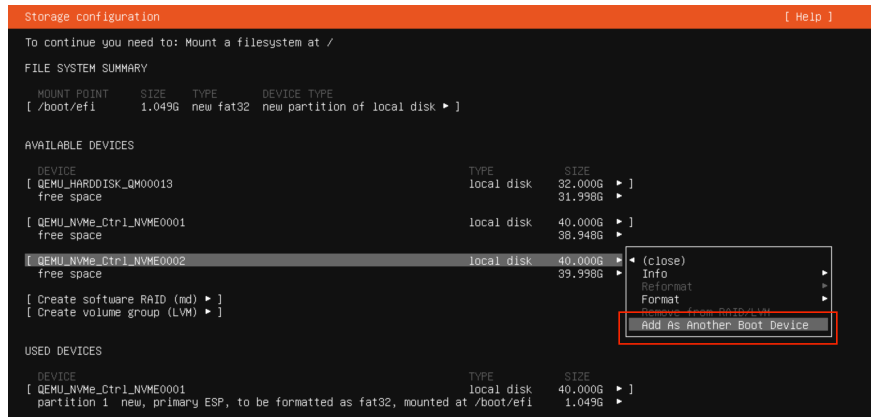 Storage configuration [ Help ]
To continue you need to: Mount a filesystem at /
FILE SYSTEM SUMMARY
MOUNT POINT SIZE TYPE DEVICE TYPE
[ /boot/efi 1.049G new fat32 new partition of local disk ▸ ]
AVAILABLE DEVICES
DEVICE TYPE SIZE
[ QEMU_HARDDISK_QM00013 local disk 32.000G ▸ ]
free space 31.998G ▸
[ QEMU_NVMe_Ctrl_NVME0001 local disk 40.000G ▸ ]
free space 38.948G ▸
[ QEMU_NVMe_Ctrl_NVME0002 local disk 40.000G ▸ ◂ (close)
free space 39.998G ▸ Info ▸
Reformat ▸
[ Create software RAID (md) ▸ ] Format ▸
[ Create volume group (LVM) ▸ ] Remove from RAID/LVM
Add As Another Boot Device
USED DEVICES
DEVICE TYPE SIZE
[ QEMU_NVMe_Ctrl_NVME0001 local disk 40.000G ▸ ]
partition 1 new, primary ESP, to be formatted as fat32, mounted at /boot/efi 1.049G ▸